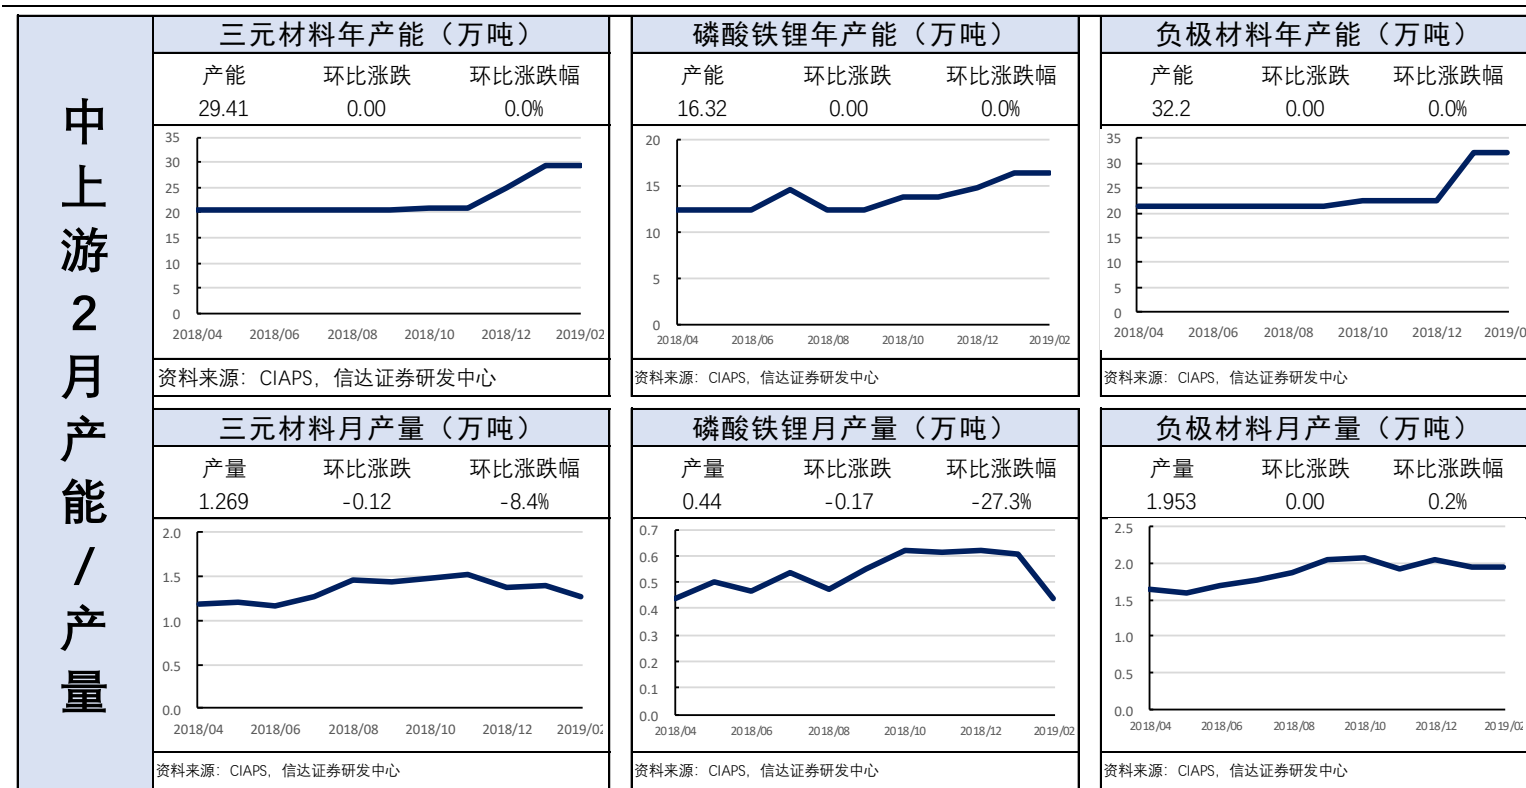 中
上
游
2
月
产
能
/
产
量
三元材料年产能（万吨）
产能 环比涨跌 环比涨跌幅
29.41 0.00 0.0%
35
30
25
20
15
10
5
0
2018/04 2018/06 2018/08 2018/10 2018/12 2019/02
资料来源：CIAPS，信达证券研发中心
磷酸铁锂年产能（万吨）
产能 环比涨跌 环比涨跌幅
16.32 0.00 0.0%
20
15
10
5
0
2018/04 2018/06 2018/08 2018/10 2018/12 2019/02
资料来源：CIAPS，信达证券研发中心
负极材料年产能（万吨）
产能 环比涨跌 环比涨跌幅
32.2 0.00 0.0%
35
30
25
20
15
10
5
0
2018/04 2018/06 2018/08 2018/10 2018/12 2019/0
资料来源：CIAPS，信达证券研发中心
三元材料月产量（万吨）
产量 环比涨跌 环比涨跌幅
1.269 -0.12 -8.4%
2.0
1.5
1.0
0.5
0.0
2018/04 2018/06 2018/08 2018/10 2018/12 2019/02
资料来源：CIAPS，信达证券研发中心
磷酸铁锂月产量（万吨）
产量 环比涨跌 环比涨跌幅
0.44 -0.17 -27.3%
0.7
0.6
0.5
0.4
0.3
0.2
0.1
0.0
2018/04 2018/06 2018/08 2018/10 2018/12 2019/02
资料来源：CIAPS，信达证券研发中心
负极材料月产量（万吨）
产量 环比涨跌 环比涨跌幅
1.953 0.00 0.2%
2.5
2.0
1.5
1.0
0.5
0.0
2018/04 2018/06 2018/08 2018/10 2018/12 2019/02
资料来源：CIAPS，信达证券研发中心